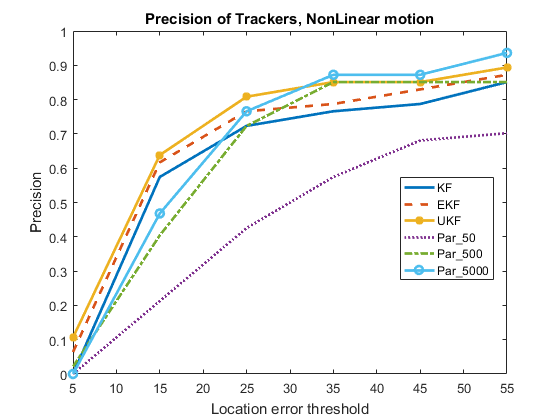 Precision of Trackers, NonLinear motion
Precision
1
0.9
0.8
0.7
0.6
0.5
0.4
0.3
0.2
0.1
0
KF
EKF
UKF
Par_50
Par_500
Par_5000
5 10 15 20 25 30 35 40 45 50 55
Location error threshold